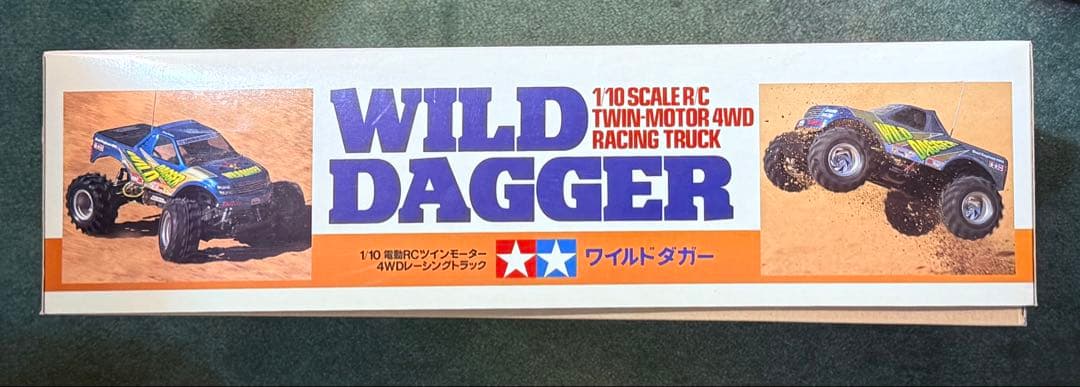 WILD
DAGGER
1/10 SCALE R/C
TWIN-MOTOR 4WD
RACING TRUCK
1/10 電動RCツインモーター
4WDレーシングトラック
ワイルドダガー
WILD
DAGGER